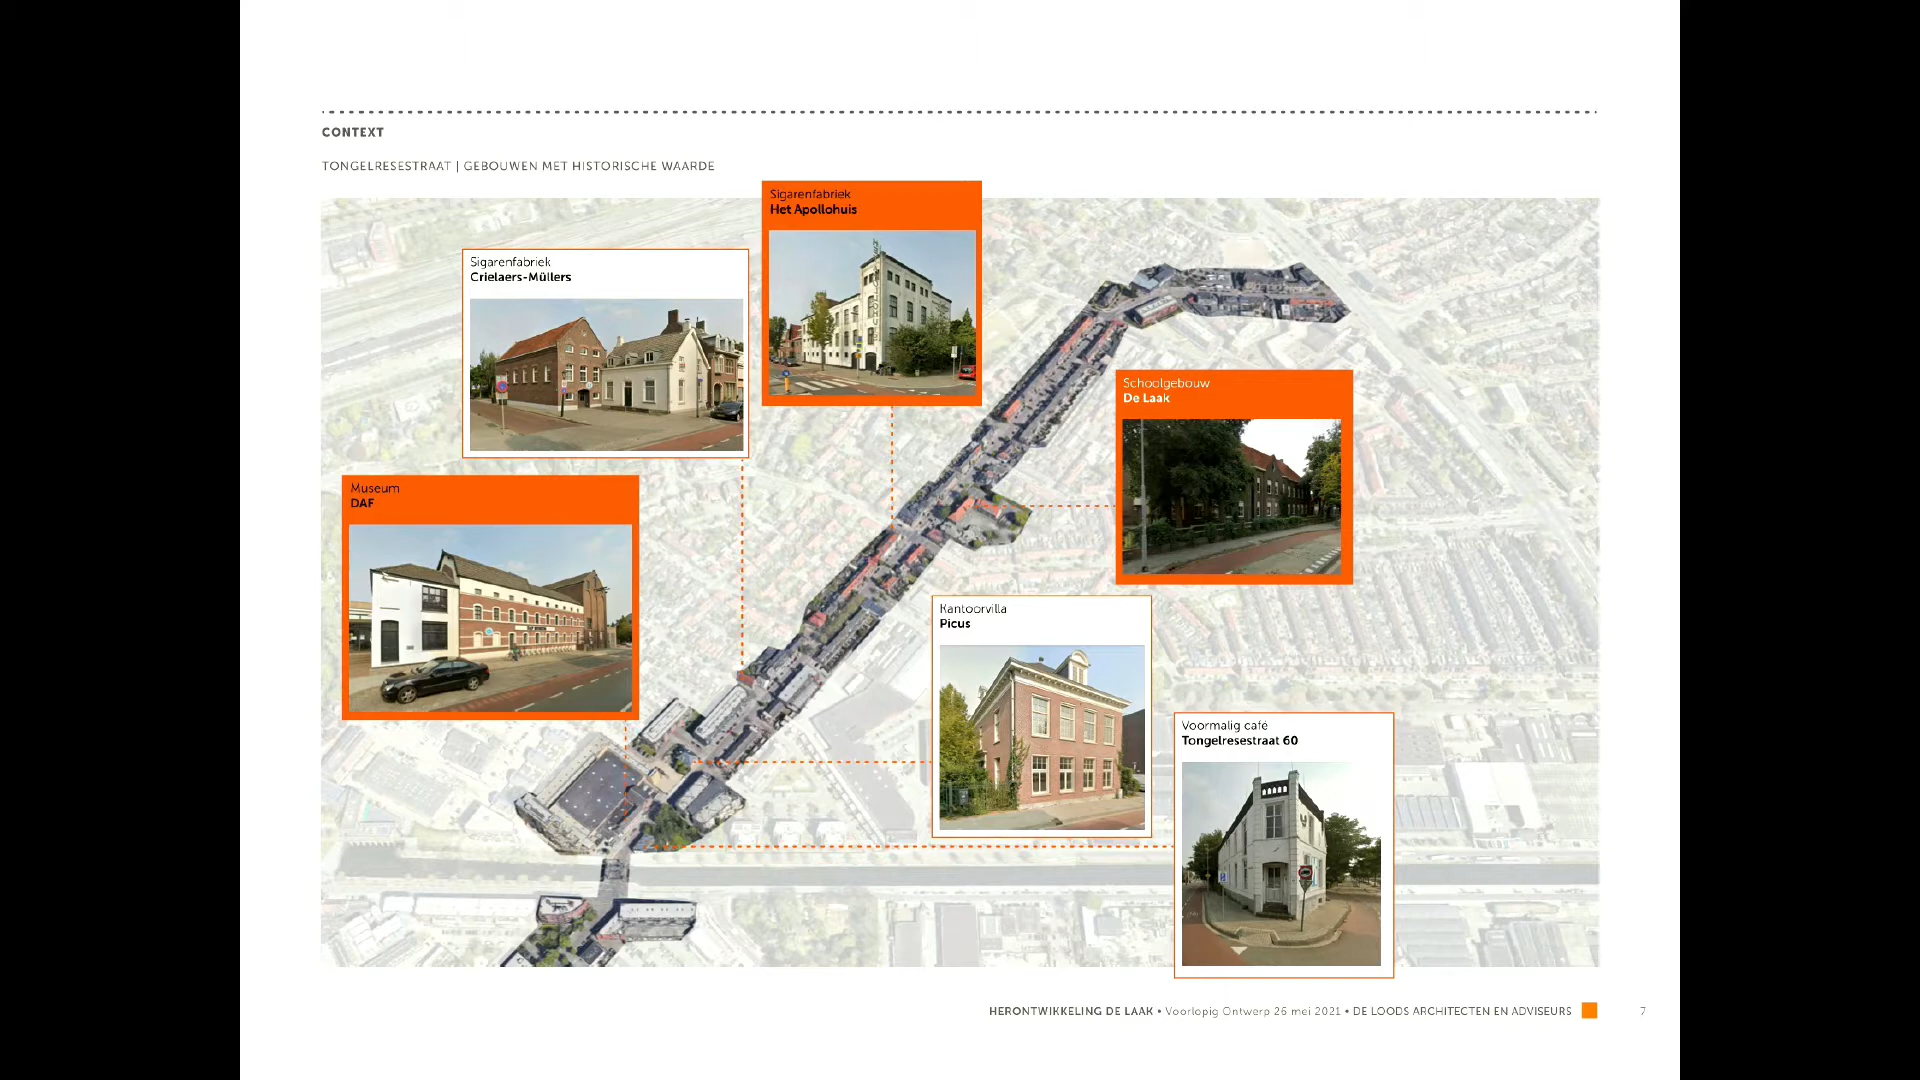 CONTEXT
TONGELRESESTRAAT | GEBOUWEN MET HISTORISCHE WAARDE
Sigarenfabriek
Het Apollohuis
Sigarenfabriek
Crielaers-Müllers
Schoolgebouw
De Laak
Museum
DAF
Kantoorvilla
Picus
Voormalig café
Tongelresestraat 60
HERONTWIKKELING DE LAAK • Voorlopig Ontwerp 26 mei 2021 • DE LOODS ARCHITECTEN EN ADVISEURS
7